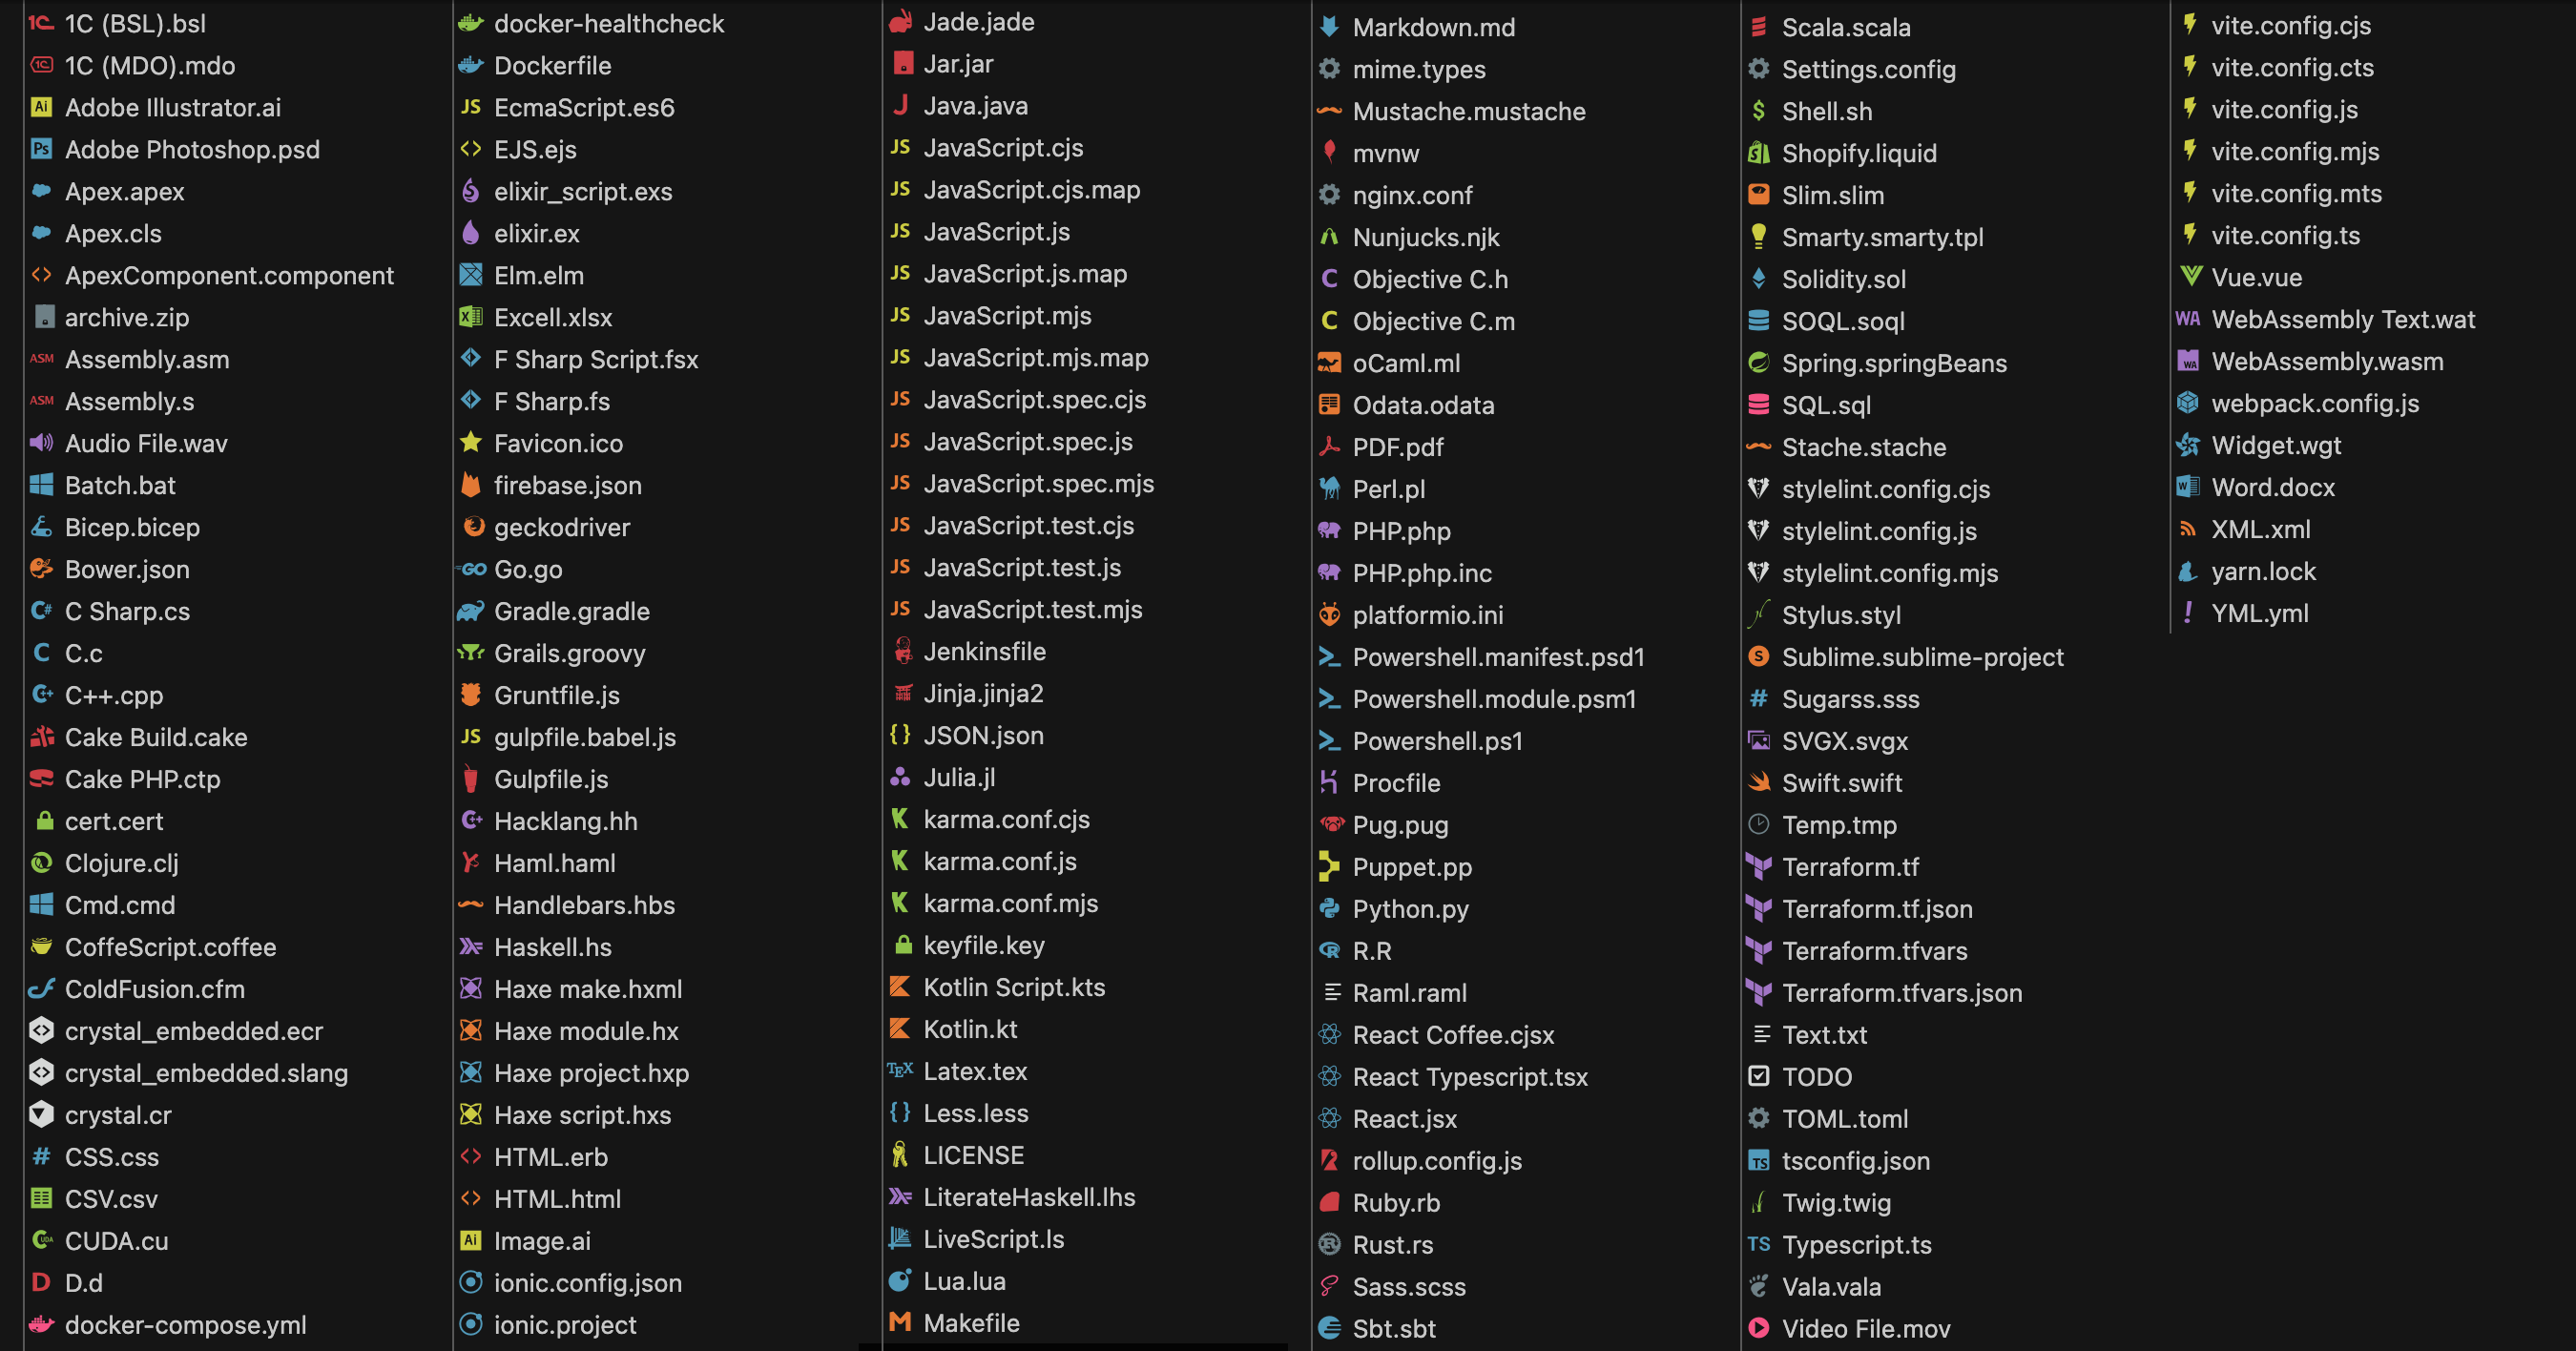 1C (BSL).bsl
1C (MDO).mdo
Adobe Illustrator.ai
Adobe Photoshop.psd
Apex.apex
Apex.cls
ApexComponent.component
archive.zip
Assembly.asm
Assembly.s
Audio File.wav
Batch.bat
Bicep.bicep
Bower.json
C Sharp.cs
C.c
C++.cpp
Cake Build.cake
Cake PHP.ctp
cert.cert
Clojure.clj
Cmd.cmd
CoffeScript.coffee
ColdFusion.cfm
crystal_embedded.ecr
crystal_embedded.slang
crystal.cr
CSS.css
CSV.csv
CUDA.cu
D.d
docker-compose.yml
docker-healthcheck
Dockerfile
EcmaScript.es6
EJS.ejs
elixir_script.exs
elixir.ex
Elm.elm
Excell.xlsx
F Sharp Script.fsx
F Sharp.fs
Favicon.ico
firebase.json
geckodriver
Go.go
Gradle.gradle
Grails.groovy
Gruntfile.js
gulpfile.babel.js
Gulpfile.js
Hacklang.hh
Haml.haml
Handlebars.hbs
Haskell.hs
Haxe make.hxml
Haxe module.hx
Haxe project.hxp
Haxe script.hxs
HTML.erb
HTML.html
Image.ai
ionic.config.json
ionic.project
Jade.jade
Jar.jar
Java.java
JavaScript.cjs
JavaScript.cjs.map
JavaScript.js
JavaScript.js.map
JavaScript.mjs
JavaScript.mjs.map
JavaScript.spec.cjs
JavaScript.spec.js
JavaScript.spec.mjs
JavaScript.test.cjs
JavaScript.test.js
JavaScript.test.mjs
Jenkinsfile
Jinja.jinja2
JSON.json
Julia.jl
karma.conf.cjs
karma.conf.js
karma.conf.mjs
keyfile.key
Kotlin Script.kts
Kotlin.kt
Latex.tex
Less.less
LICENSE
LiterateHaskell.lhs
LiveScript.ls
Lua.lua
Makefile
Markdown.md
mime.types
Mustache.mustache
mvnw
nginx.conf
Nunjucks.njk
Objective C.h
Objective C.m
oCaml.ml
Odata.odata
PDF.pdf
Perl.pl
PHP.php
PHP.php.inc
platformio.ini
Powershell.manifest.psd1
Powershell.module.psm1
Powershell.ps1
Procfile
Pug.pug
Puppet.pp
Python.py
R.R
Raml.raml
React Coffee.cjsx
React Typescript.tsx
React.jsx
rollup.config.js
Ruby.rb
Rust.rs
Sass.scss
Sbt.sbt
Scala.scala
Settings.config
Shell.sh
Shopify.liquid
Slim.slim
Smarty.smarty.tpl
Solidity.sol
SOQL.soql
Spring.springBeans
SQL.sql
Stache.stache
stylelint.config.cjs
stylelint.config.js
stylelint.config.mjs
Stylus.styl
Sublime.sublime-project
Sugarss.sss
SVGX.svgx
Swift.swift
Temp.tmp
Terraform.tf
Terraform.tf.json
Terraform.tfvars
Terraform.tfvars.json
Text.txt
TODO
TOML.toml
tsconfig.json
Twig.twig
Typescript.ts
Vala.vala
Video File.mov
vite.config.cjs
vite.config.cts
vite.config.js
vite.config.mjs
vite.config.mts
vite.config.ts
Vue.vue
WebAssembly Text.wat
WebAssembly.wasm
webpack.config.js
Widget.wgt
Word.docx
XML.xml
yarn.lock
YML.yml